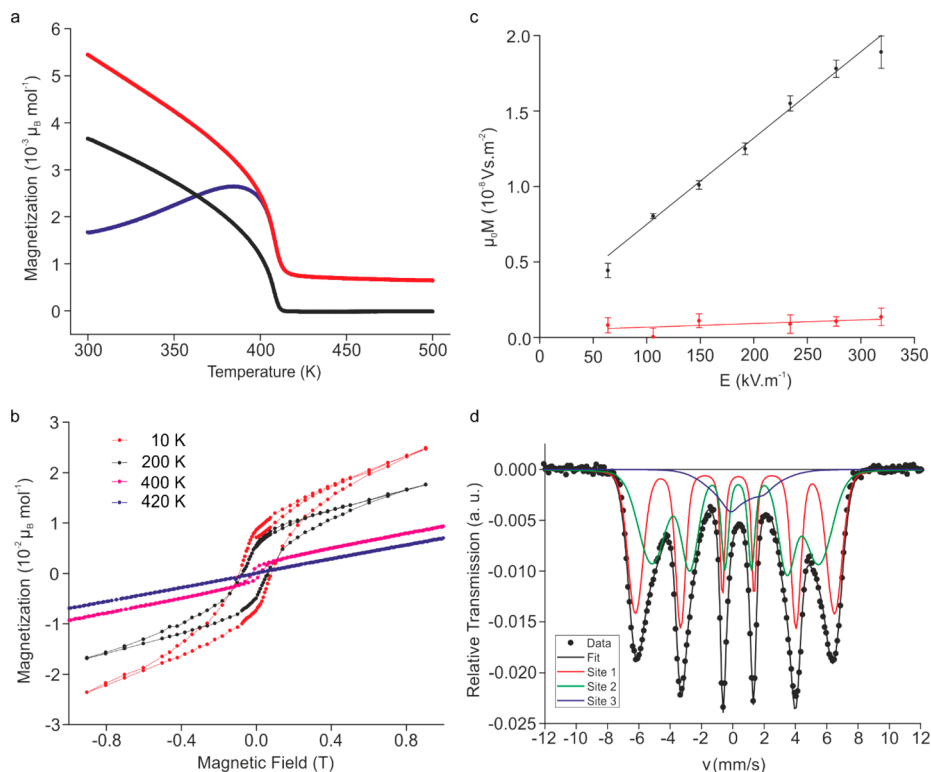 a
Magnetization (10⁻³ μ_B mol⁻¹)
6
5
4
3
2
1
0
300
350
400
450
500
Temperature (K)
b
Magnetization (10⁻² μ_B mol⁻¹)
3
2
1
0
-1
-2
-3
10 K
200 K
400 K
420 K
-0.8
-0.4
0.0
0.4
0.8
Magnetic Field (T)
c
μ₀M (10⁻⁸ Vs.m⁻²)
2.0
1.5
1.0
0.5
0.0
0
50
100
150
200
250
300
350
E (kV.m⁻¹)
d
Relative Transmission (a. u.)
0.000
-0.005
-0.010
-0.015
-0.020
-0.025
Data
Fit
Site 1
Site 2
Site 3
-12
-10
-8
-6
-4
-2
0
2
4
6
8
10
12
v (mm/s)